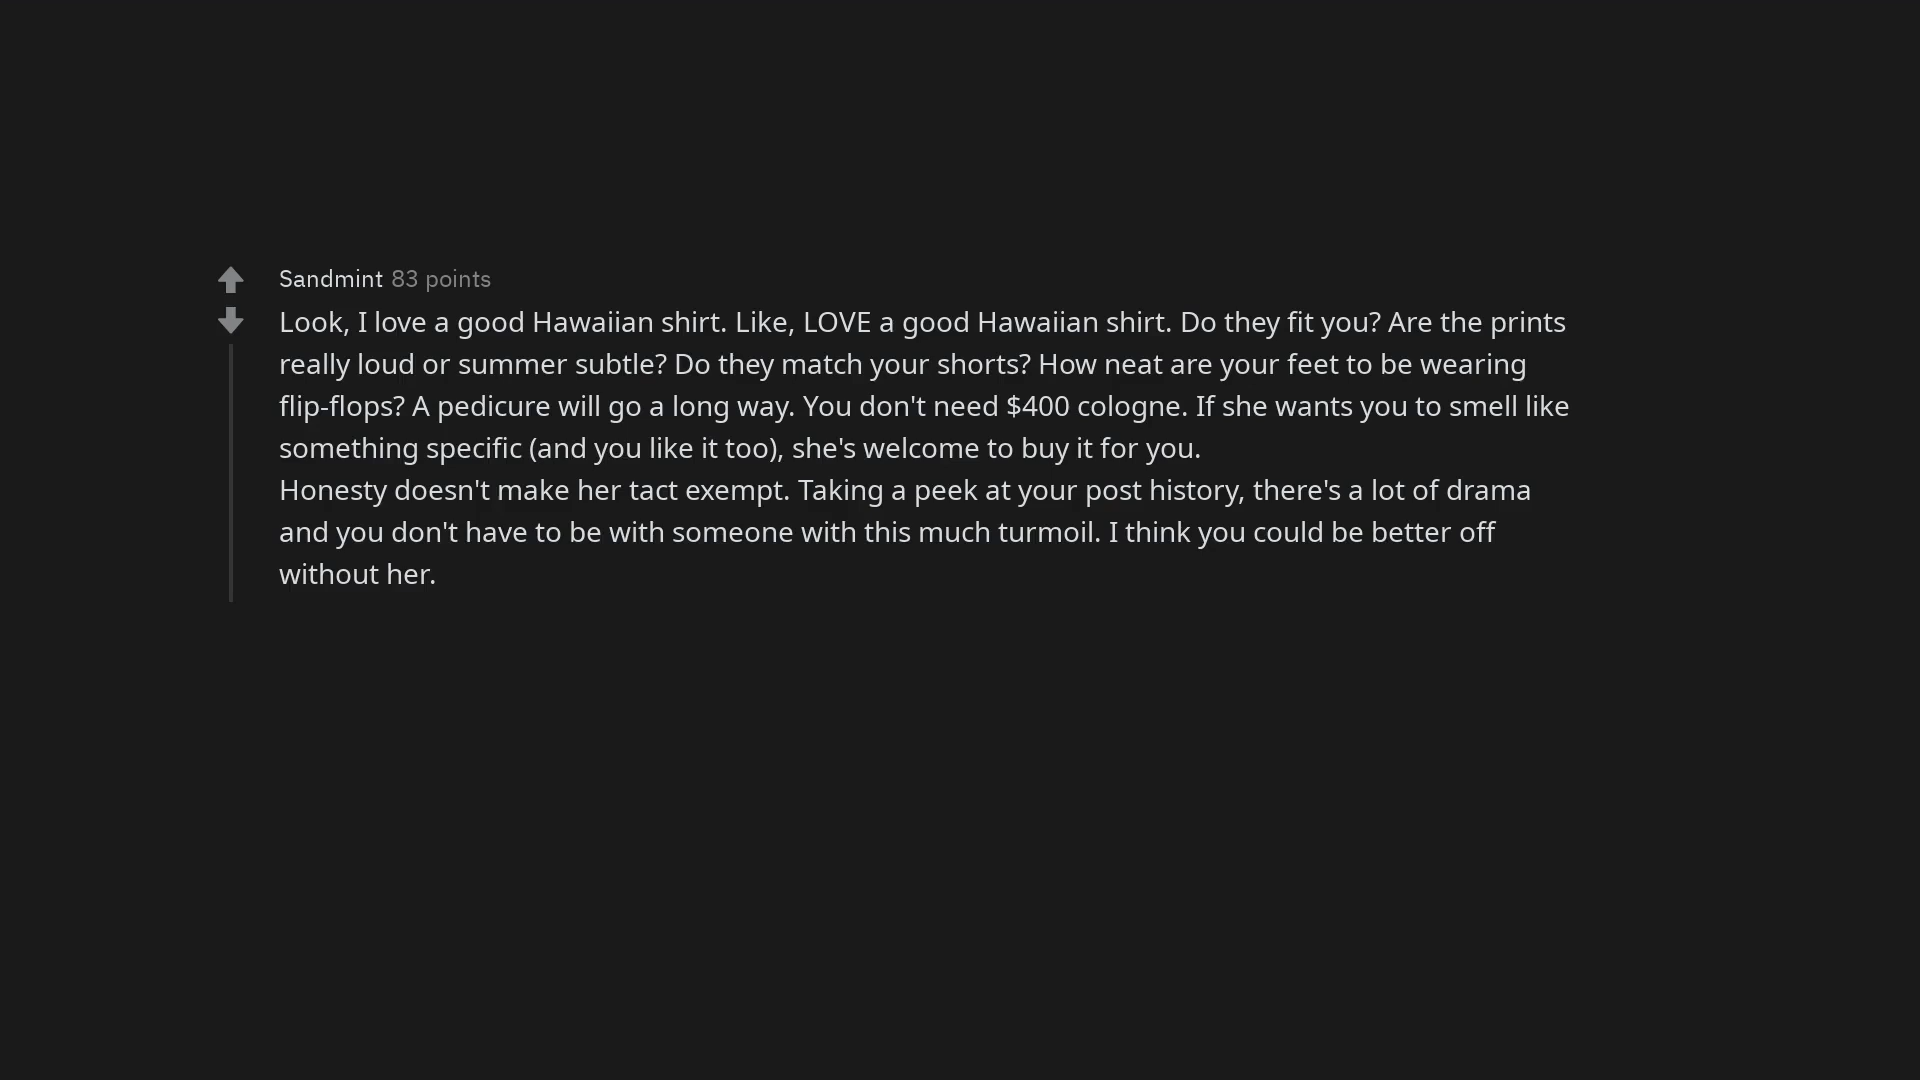 Sandmint 83 points
Look, I love a good Hawaiian shirt. Like, LOVE a good Hawaiian shirt. Do they fit you? Are the prints
really loud or summer subtle? Do they match your shorts? How neat are your feet to be wearing
flip-flops? A pedicure will go a long way. You don't need $400 cologne. If she wants you to smell like
something specific (and you like it too), she's welcome to buy it for you.
Honesty doesn't make her tact exempt. Taking a peek at your post history, there's a lot of drama
and you don't have to be with someone with this much turmoil. I think you could be better off
without her.